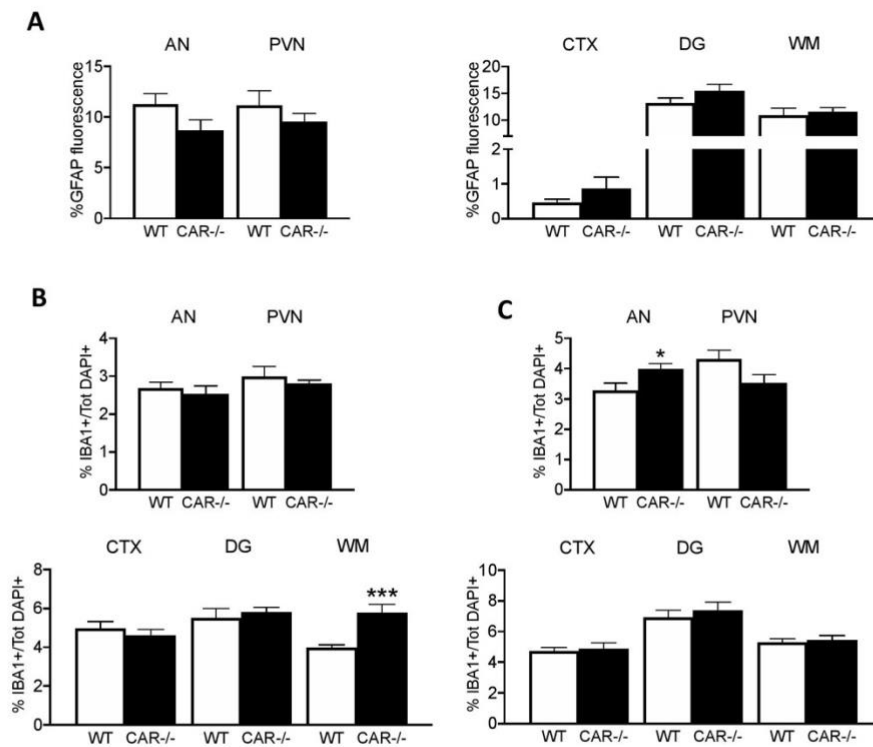 A
AN PVN
%GFAP fluorescence
15
10
5
0
WT CAR-/- WT CAR-/-
CTX DG WM
%GFAP fluorescence
20
15
10
2
1
0
WT CAR-/- WT CAR-/- WT CAR-/-
B
AN PVN
% IBA1+/Tot DAPI+
4
3
2
1
0
WT CAR-/- WT CAR-/-
CTX DG WM
% IBA1+/Tot DAPI+
8
6
4
2
0
***
WT CAR-/- WT CAR-/- WT CAR-/-
C
AN PVN
% IBA1+/Tot DAPI+
5
4
3
2
1
0
*
WT CAR-/- WT CAR-/-
CTX DG WM
% IBA1+/Tot DAPI+
10
8
6
4
2
0
WT CAR-/- WT CAR-/- WT CAR-/-